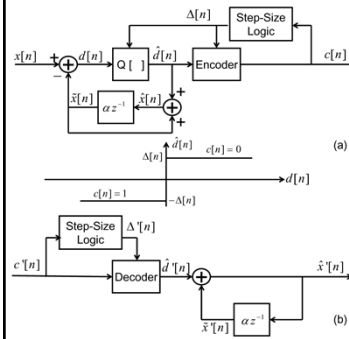 Δ[n]
Step-Size
Logic
x[n]
+
d[n]
Q[ ]
d̂[n]
Encoder
c[n]
−
x̃[n]
αz⁻¹
x̂[n]
+
+
(a)
d̂[n]
Δ[n]
c[n] = 0
d[n]
c[n] = 1
−Δ[n]
Step-Size
Logic
Δ'[n]
c'[n]
Decoder
d̂'[n]
+
x̂'[n]
x̃'[n]
αz⁻¹
(b)